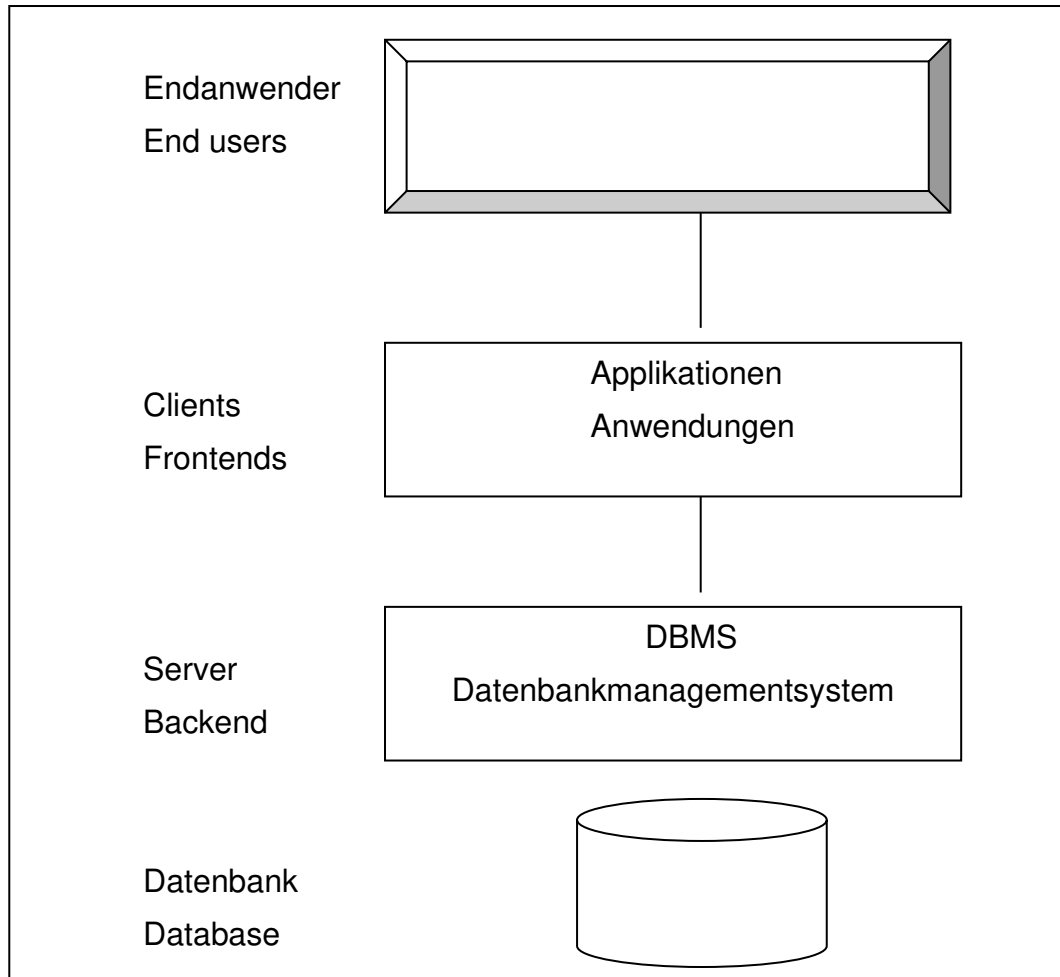 Endanwender
End users
Applikationen
Anwendungen
Clients
Frontends
DBMS
Datenbankmanagementsystem
Server
Backend
Datenbank
Database